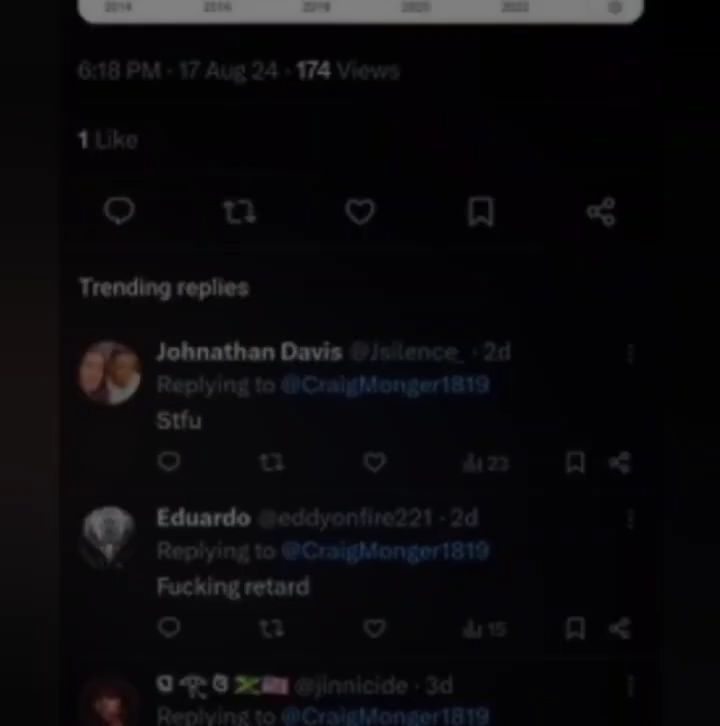 2014 2016 2018 2020 2022
6:18 PM · 17 Aug 24 · 174 Views
1 Like
Trending replies
Johnathan Davis @Jsilence_ · 2d
Replying to @CraigMonger1819
Stfu
23
Eduardo @eddyonfire221 · 2d
Replying to @CraigMonger1819
Fucking retard
15
@jinnicide · 3d
Replying to @CraigMonger1819